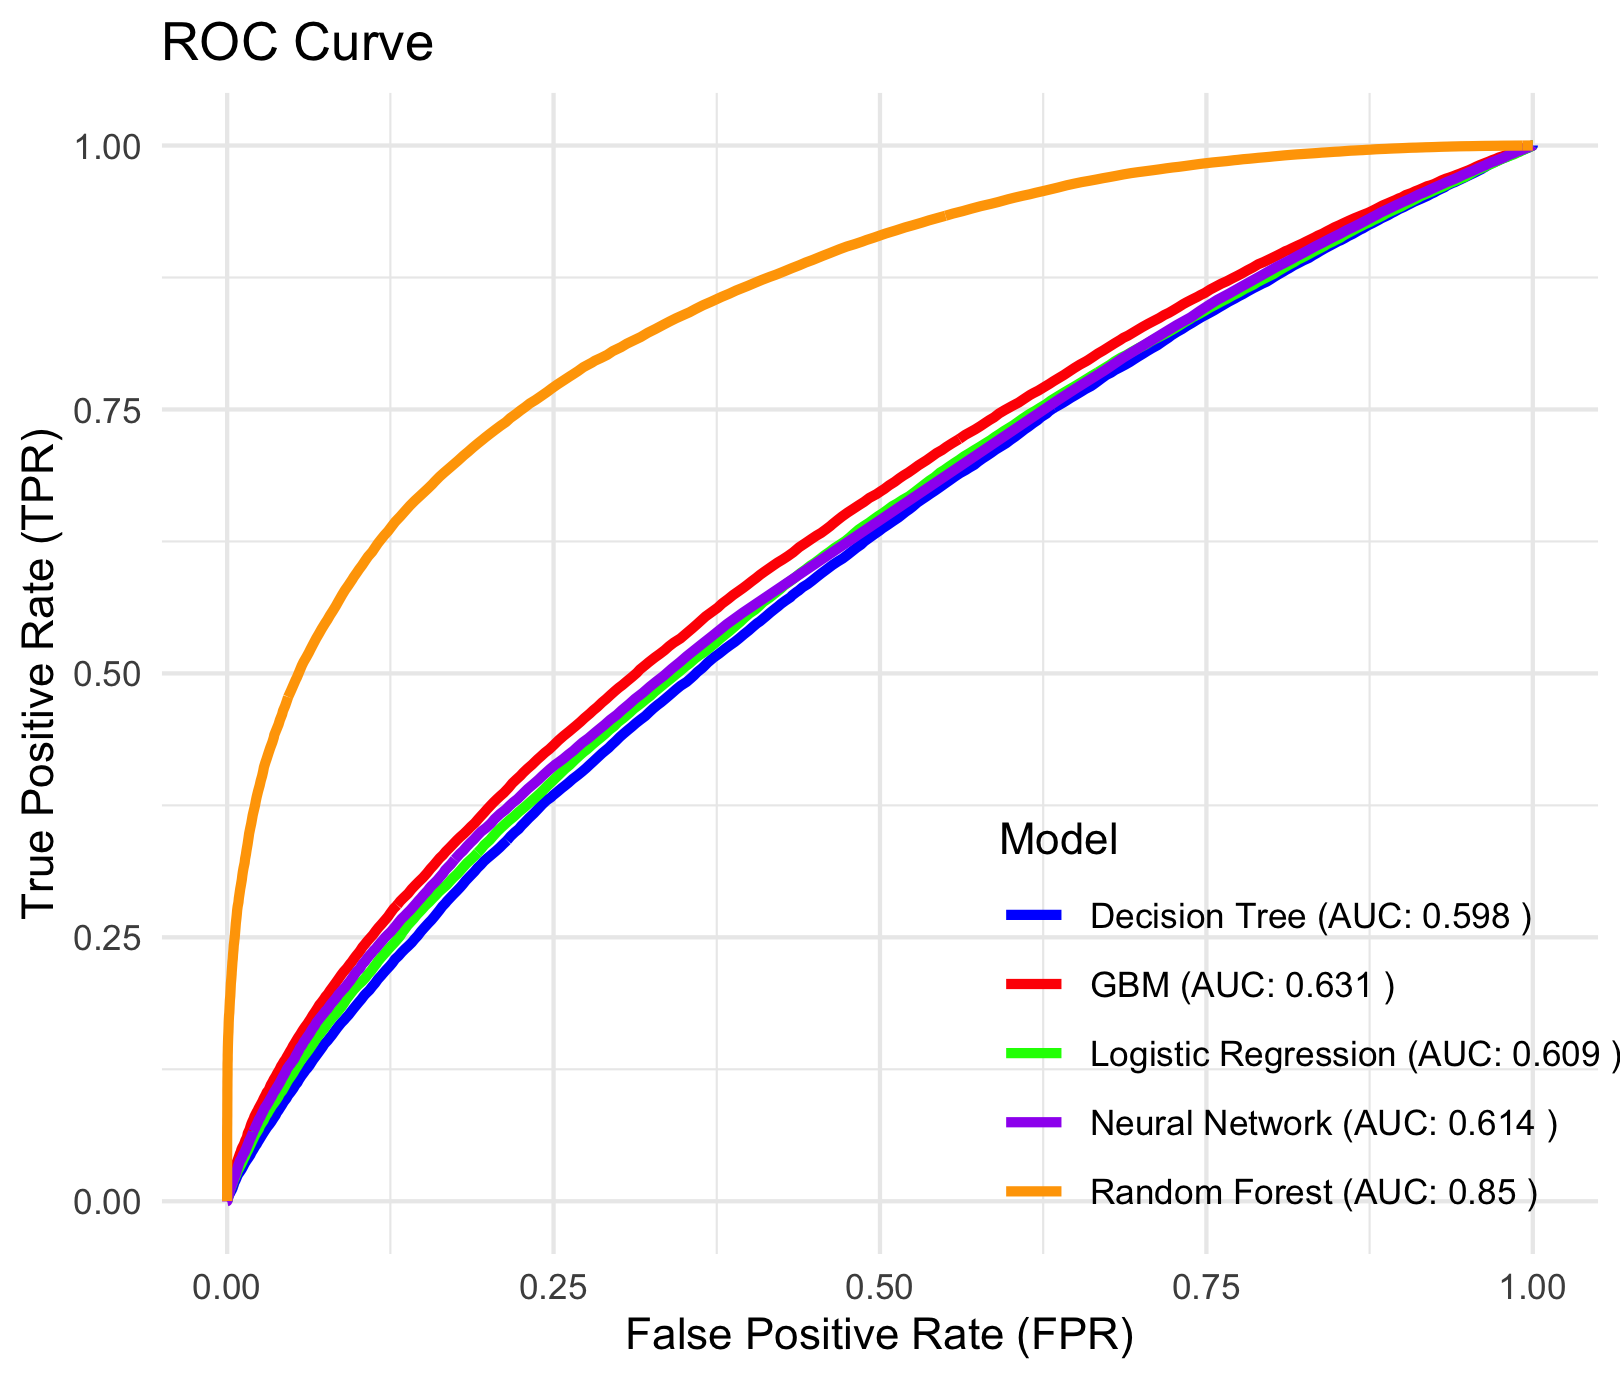 ROC Curve
1.00
0.75
0.50
0.25
0.00
True Positive Rate (TPR)
Model
Decision Tree (AUC: 0.598 )
GBM (AUC: 0.631 )
Logistic Regression (AUC: 0.609 )
Neural Network (AUC: 0.614 )
Random Forest (AUC: 0.85 )
0.00 0.25 0.50 0.75 1.00
False Positive Rate (FPR)